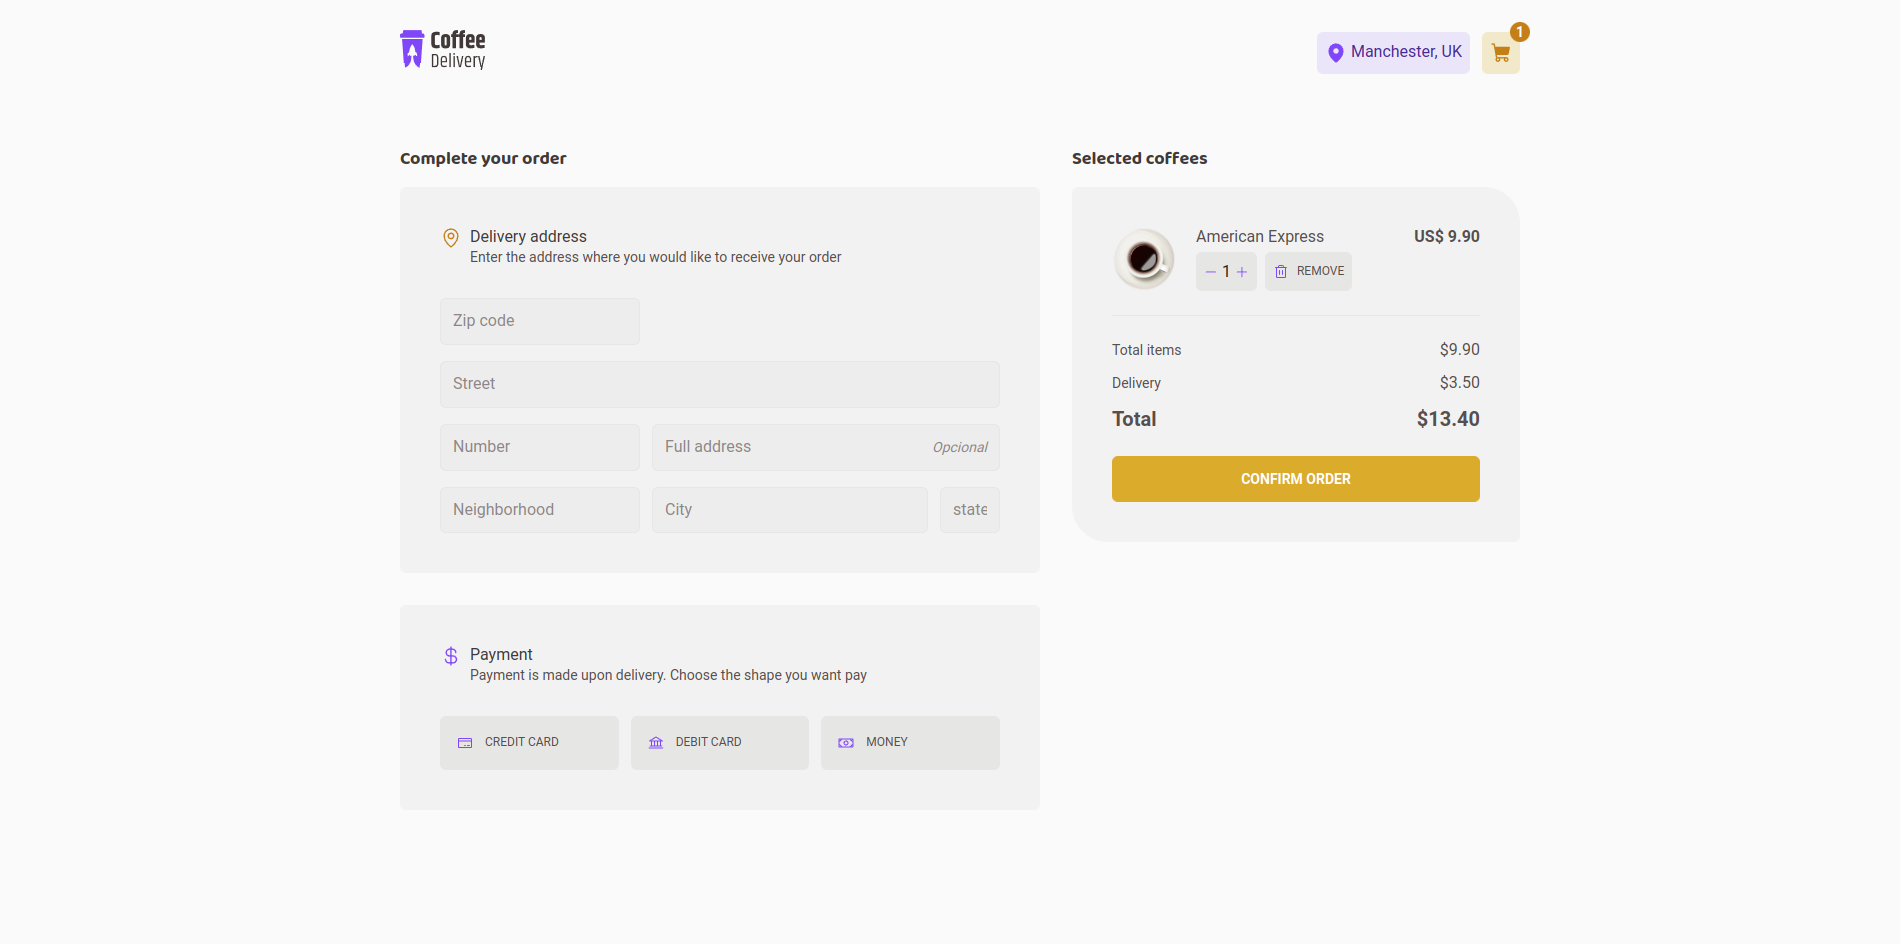 Coffee
Delivery
Manchester, UK
1
Complete your order
Delivery address
Enter the address where you would like to receive your order
Zip code
Street
Number
Full address
Opcional
Neighborhood
City
state
Payment
Payment is made upon delivery. Choose the shape you want pay
CREDIT CARD
DEBIT CARD
MONEY
Selected coffees
American Express
US$ 9.90
1
REMOVE
Total items
$9.90
Delivery
$3.50
Total
$13.40
CONFIRM ORDER